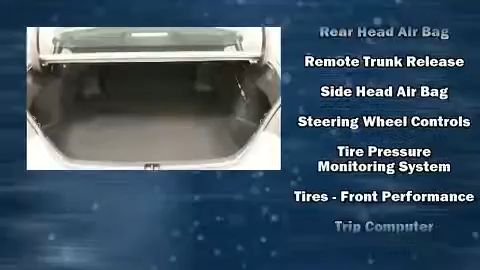 Rear Head Air Bag
Remote Trunk Release
Side Head Air Bag
Steering Wheel Controls
Tire Pressure
Monitoring System
Tires - Front Performance
Trip Computer